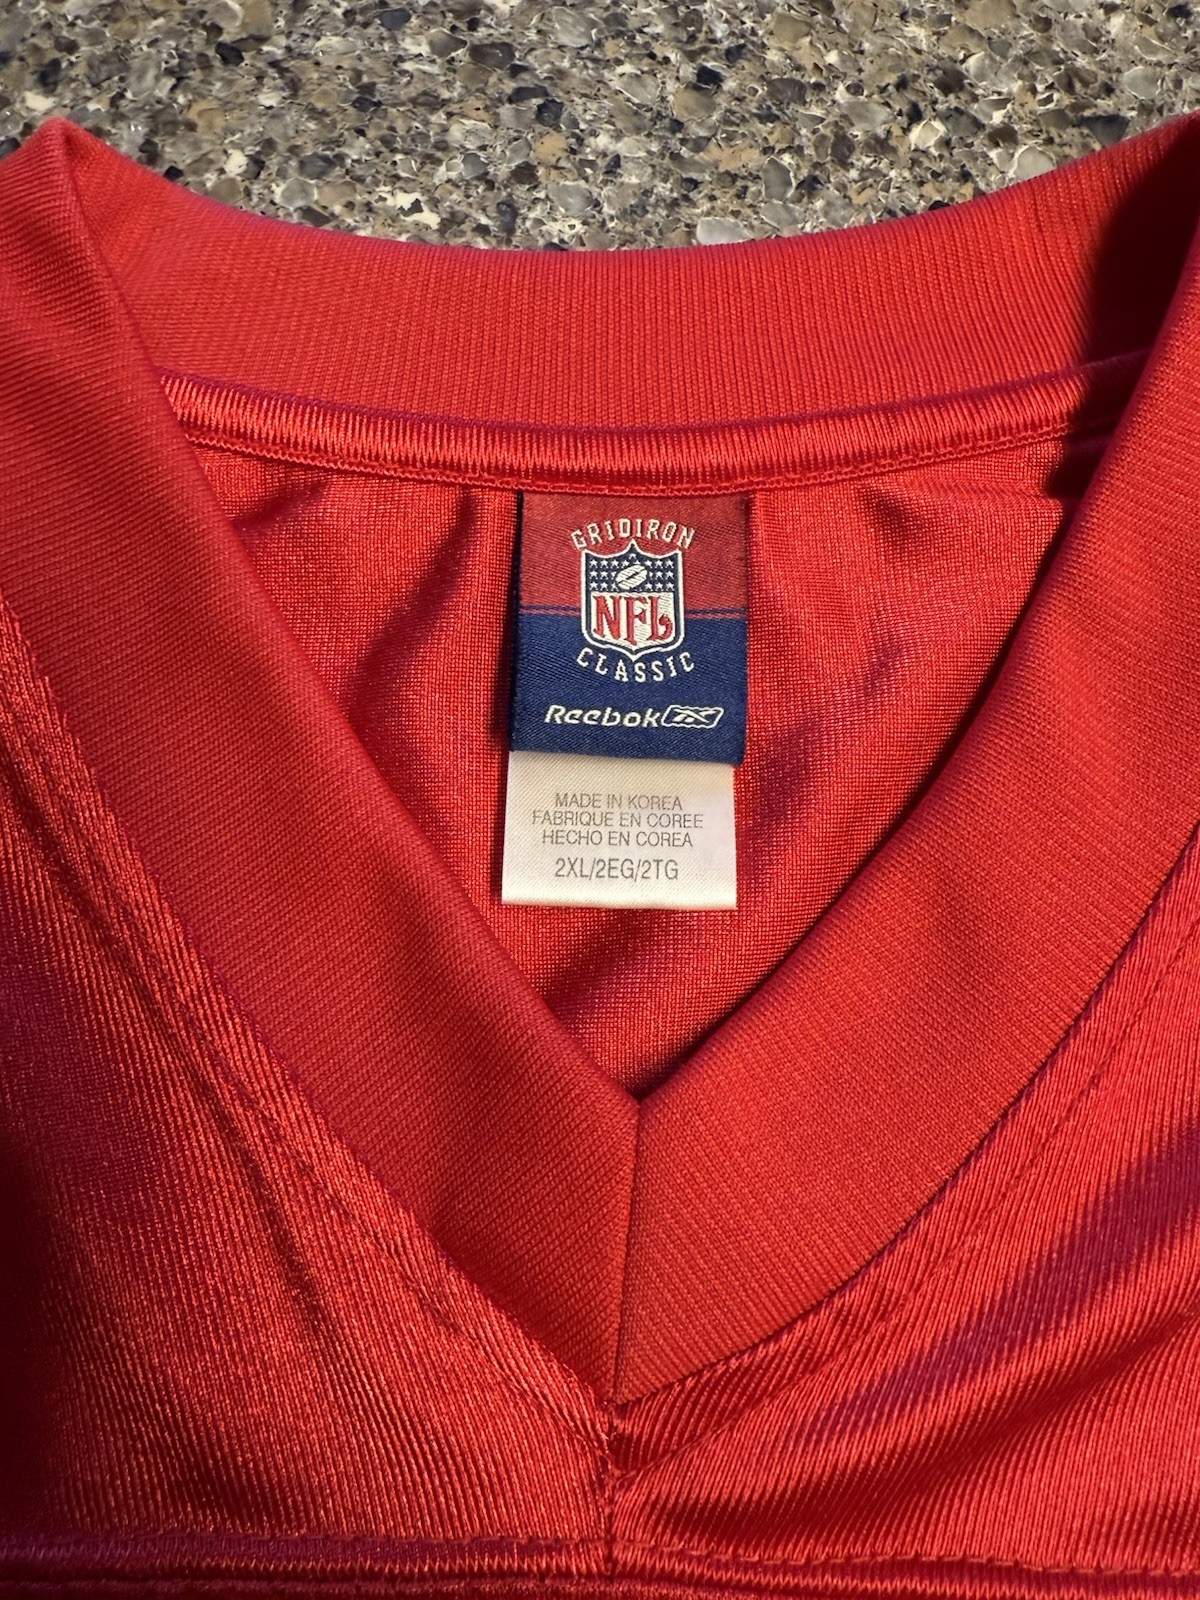 GRIDIRON
NFL
CLASSIC
Reebok
MADE IN KOREA
FABRIQUE EN COREE
HECHO EN COREA
2XL/2EG/2TG